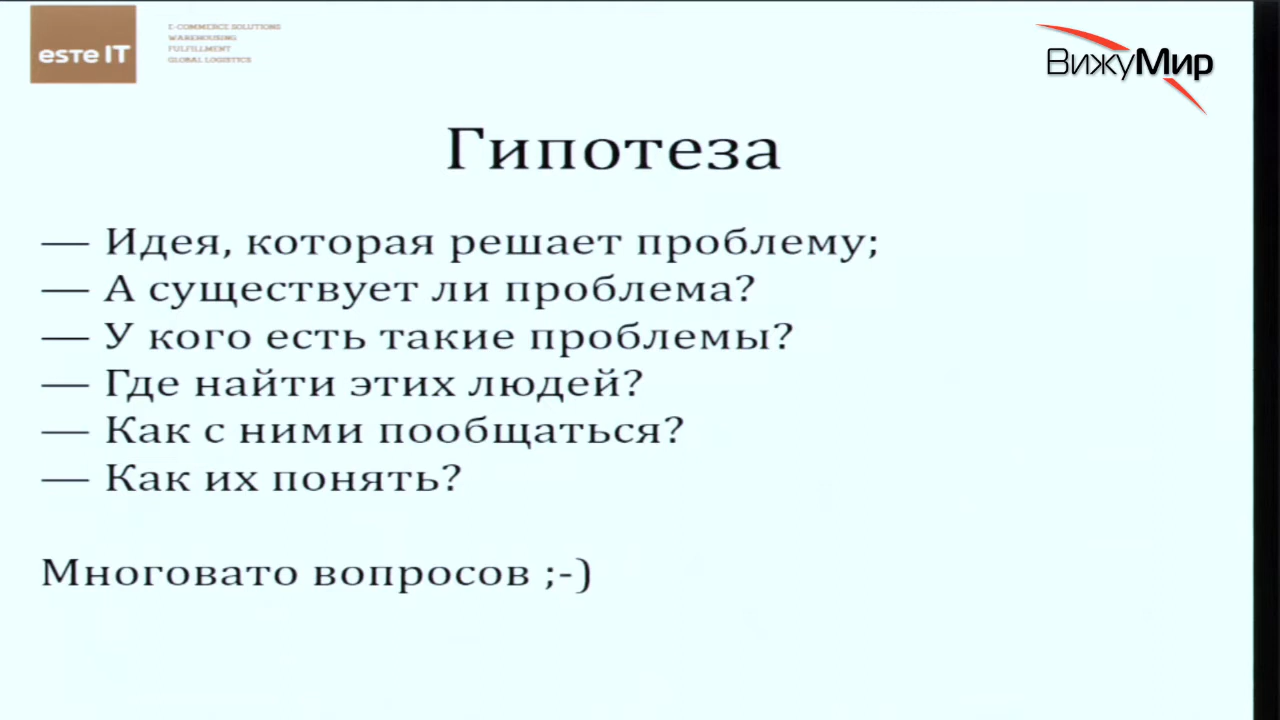 este IT
E-COMMERCE SOLUTIONS
WAREHOUSING
FULFILLMENT
GLOBAL LOGISTICS
ВижуМир
Гипотеза
— Идея, которая решает проблему;
— А существует ли проблема?
— У кого есть такие проблемы?
— Где найти этих людей?
— Как с ними пообщаться?
— Как их понять?
Многовато вопросов ;-)